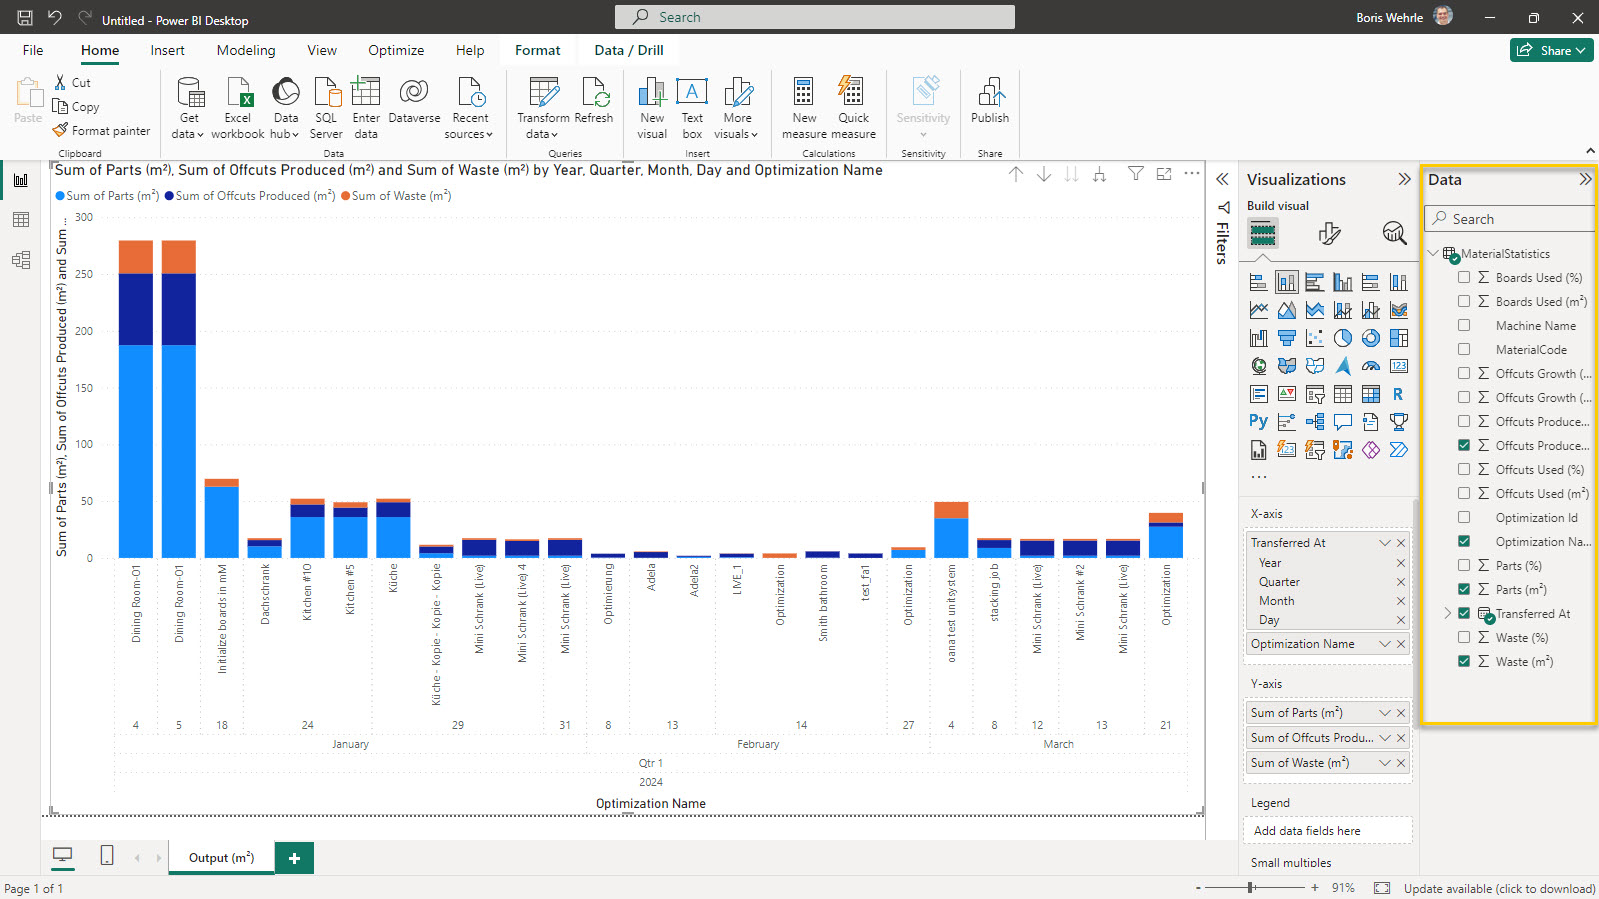 Untitled - Power BI Desktop
Search
Boris Wehrle
File
Home
Insert
Modeling
View
Optimize
Help
Format
Data / Drill
Share
Paste
Cut
Copy
Format painter
Get data
Excel workbook
Data hub
SQL Server
Enter data
Dataverse
Recent sources
Transform data
Refresh
New visual
Text box
More visuals
New measure
Quick measure
Sensitivity
Publish
Clipboard
Data
Queries
Insert
Calculations
Sensitivity
Share
Sum of Parts (m²), Sum of Offcuts Produced (m²) and Sum of Waste (m²) by Year, Quarter, Month, Day and Optimization Name
Sum of Parts (m²)
Sum of Offcuts Produced (m²)
Sum of Waste (m²)
Sum of Parts (m²), Sum of Offcuts Produced (m²) and Sum ...
300
250
200
150
100
50
0
Dining Room-01
Dining Room-01
Initialize boards in mM
Dachschrank
Kitchen #10
Kitchen #5
Küche
Küche - Kopie - Kopie - Kopie
Mini Schrank (Live)
Mini Schrank (Live) 4
Mini Schrank (Live)
Optimierung
Adela
Adela2
LIVE_1
Optimization
Smith bathroom
test_fa1
Optimization
oana test unitsystem
stacking job
Mini Schrank (Live)
Mini Schrank #2
Mini Schrank (Live)
Optimization
4
5
18
24
29
31
8
13
14
27
4
8
12
13
21
January
February
March
Qtr 1
2024
Optimization Name
Filters
Visualizations
Build visual
123
R
Py
123
...
X-axis
Transferred At
Year
Quarter
Month
Day
Optimization Name
Y-axis
Sum of Parts (m²)
Sum of Offcuts Produ...
Sum of Waste (m²)
Legend
Add data fields here
Small multiples
Data
Search
MaterialStatistics
Boards Used (%)
Boards Used (m²)
Machine Name
MaterialCode
Offcuts Growth (...
Offcuts Growth (...
Offcuts Produce...
Offcuts Produce...
Offcuts Used (%)
Offcuts Used (m²)
Optimization Id
Optimization Na...
Parts (%)
Parts (m²)
Transferred At
Waste (%)
Waste (m²)
Output (m²)
Page 1 of 1
- + 91%
Update available (click to download)